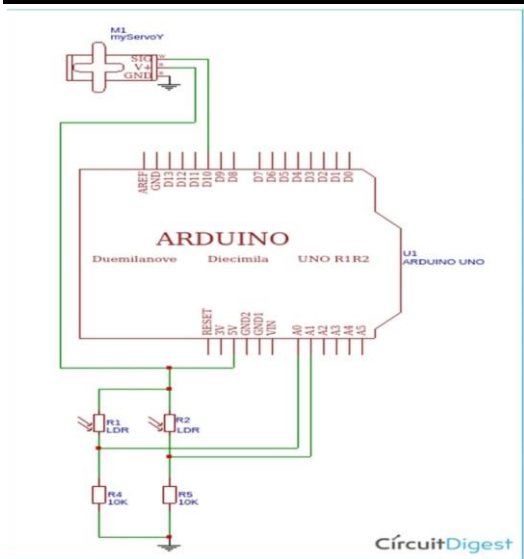 M1
myServoY
SIG
V+
GND
AREF
GND
D13
D12
D11
D10
D9
D8
D7
D6
D5
D4
D3
D2
D1
D0
ARDUINO
Duemilanove Diecimila UNO R1R2
U1
ARDUINO UNO
RESET
3V
5V
GND2
GND1
VIN
A0
A1
A2
A3
A4
A5
R1
LDR
R2
LDR
R4
10K
R5
10K
CírcuitDigest